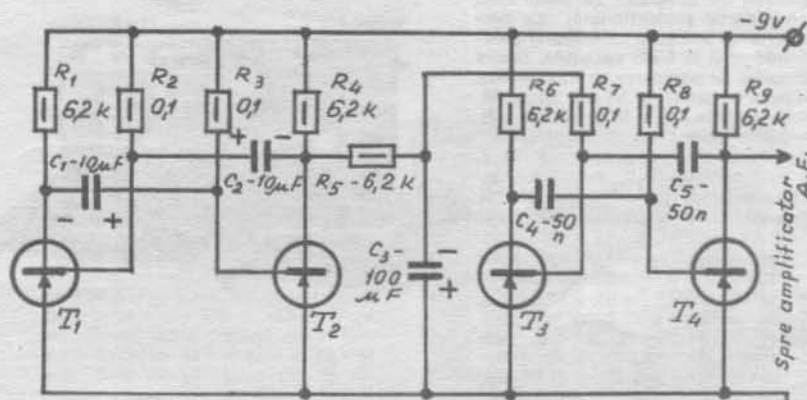 -9v
R1
6,2k
R2
0,1
R3
0,1
R4
6,2k
R6
6,2k
R7
0,1
R8
0,1
R9
6,2k
+ -
C1-10µF
- +
C2-10µF
R5-6,2k
C3-
100
µF
-
+
C4-50
n
C5-
50n
T1
T2
T3
T4
Spre amplificator
A.F.